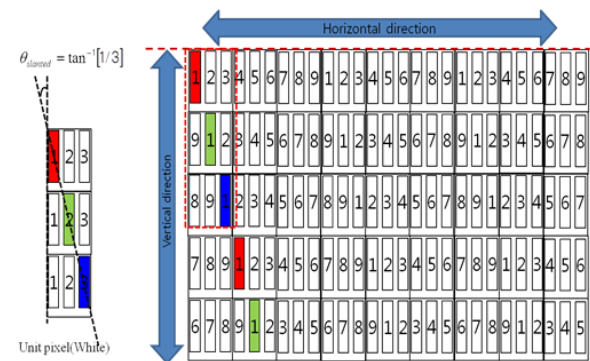 Horizontal direction
θslanted = tan⁻¹[1/3]
1 2 3
1 2 3
1 2 3
Unit pixel(White)
Vertical direction
1 2 3 4 5 6 7 8 9 1 2 3 4 5 6 7 8 9 1 2 3 4 5 6 7 8 9
9 1 2 3 4 5 6 7 8 9 1 2 3 4 5 6 7 8 9 1 2 3 4 5 6 7 8
8 9 1 2 3 4 5 6 7 8 9 1 2 3 4 5 6 7 8 9 1 2 3 4 5 6 7
7 8 9 1 2 3 4 5 6 7 8 9 1 2 3 4 5 6 7 8 9 1 2 3 4 5 6
6 7 8 9 1 2 3 4 5 6 7 8 9 1 2 3 4 5 6 7 8 9 1 2 3 4 5